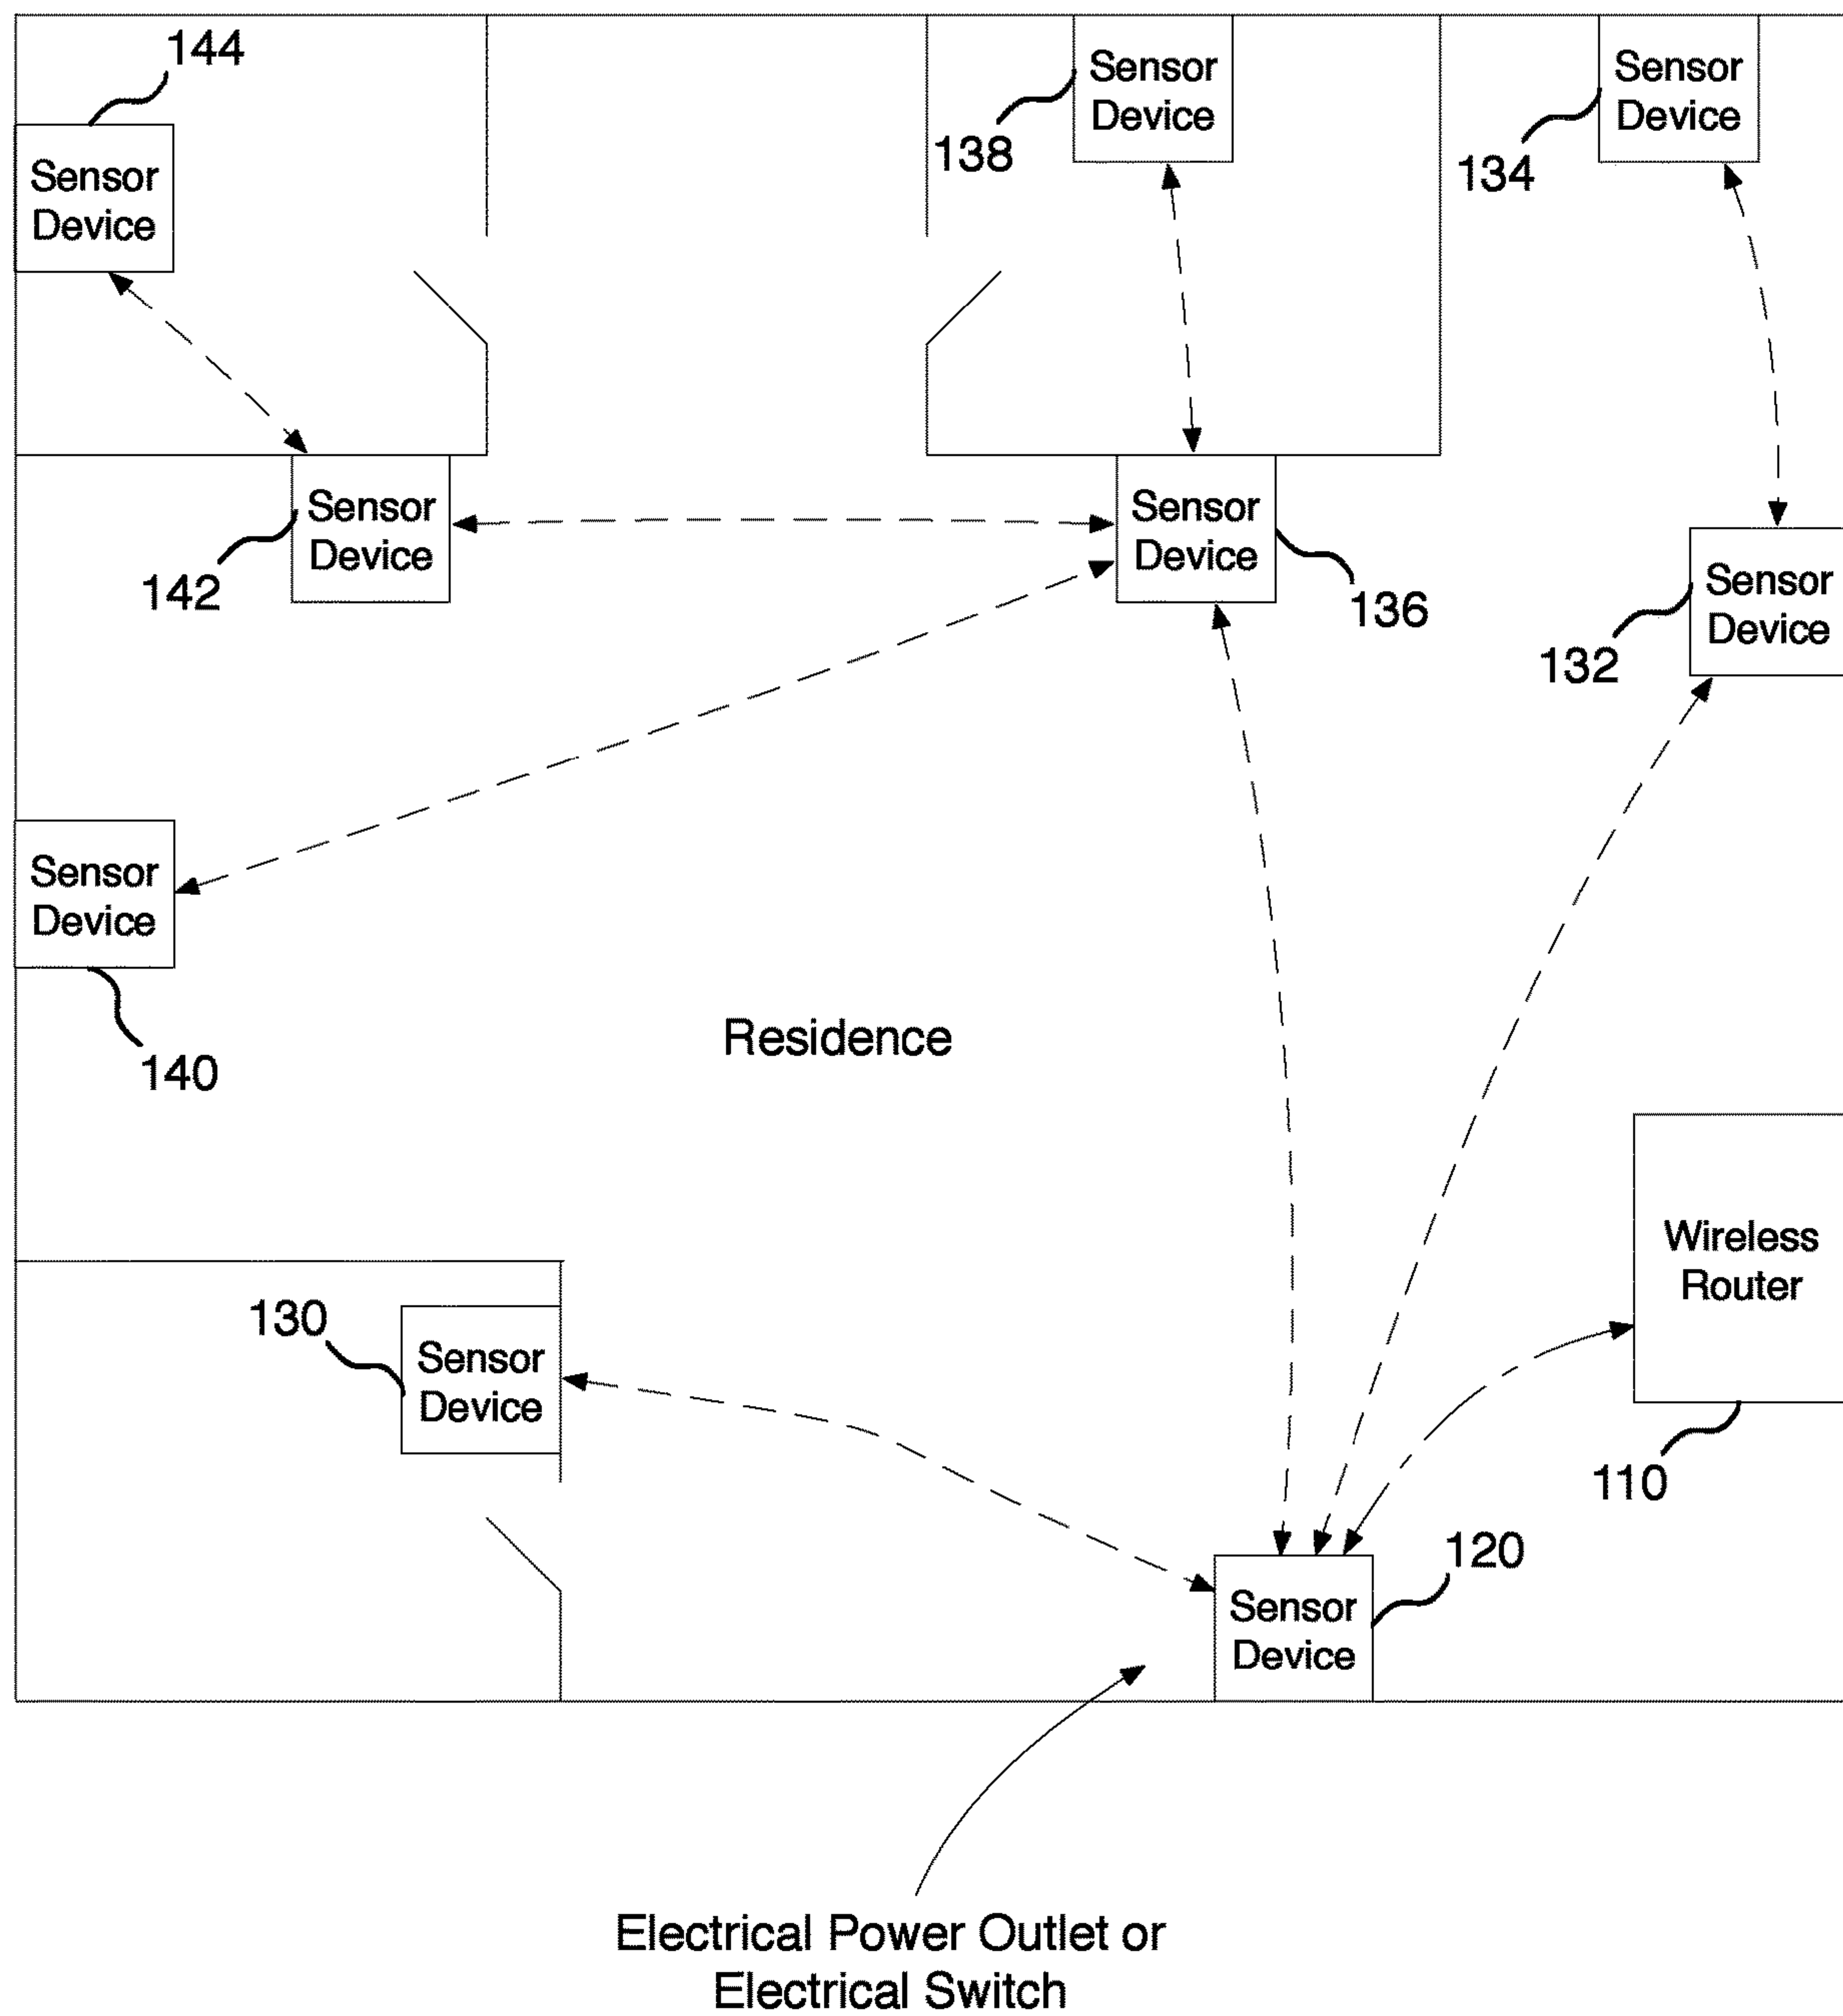 144
Sensor
Device
138
Sensor
Device
134
Sensor
Device
142
Sensor
Device
Sensor
Device
136
132
Sensor
Device
Sensor
Device
140
Residence
Wireless
Router
110
130
Sensor
Device
120
Sensor
Device
Electrical Power Outlet or
Electrical Switch